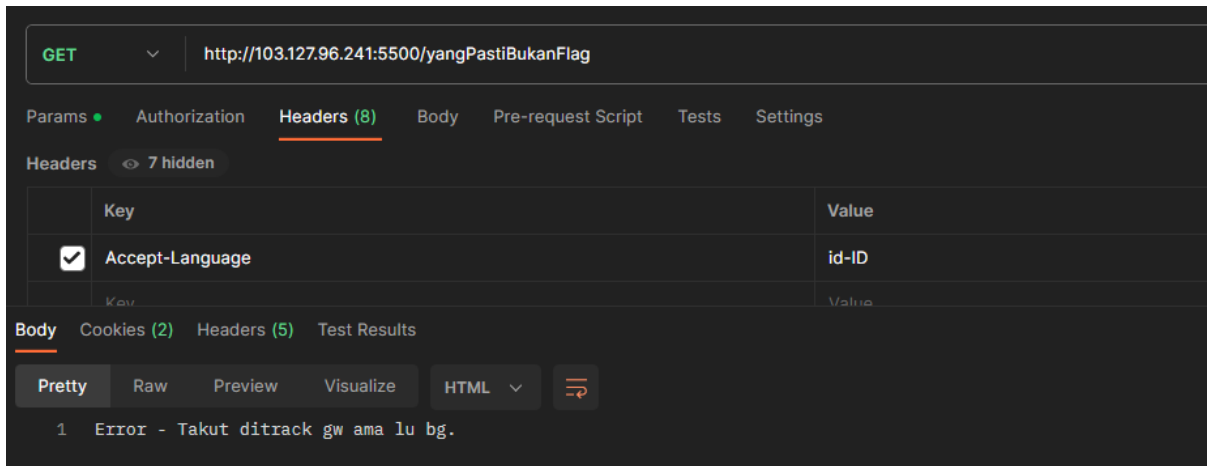 GET http://103.127.96.241:5500/yangPastiBukanFlag
Params Authorization Headers (8) Body Pre-request Script Tests Settings
Headers 7 hidden
Key Value
Accept-Language id-ID
Key Value
Body Cookies (2) Headers (5) Test Results
Pretty Raw Preview Visualize HTML
1 Error - Takut ditrack gw ama lu bg.